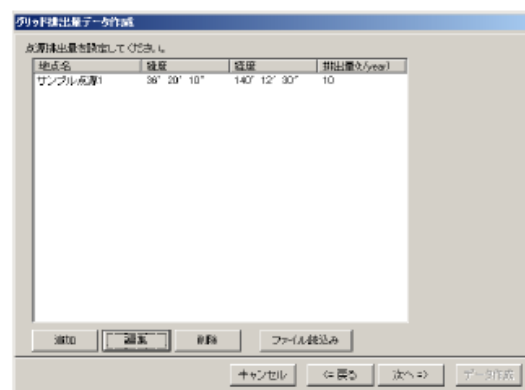 グリッド排出量データ作成
点源排出量を設定してください。
地点名 緯度 経度 排出量(t/year)
サンプル点源1 36° 20' 10" 140° 12' 30" 10
追加 編集 削除 ファイル読込み
キャンセル <= 戻る 次へ => データ作成